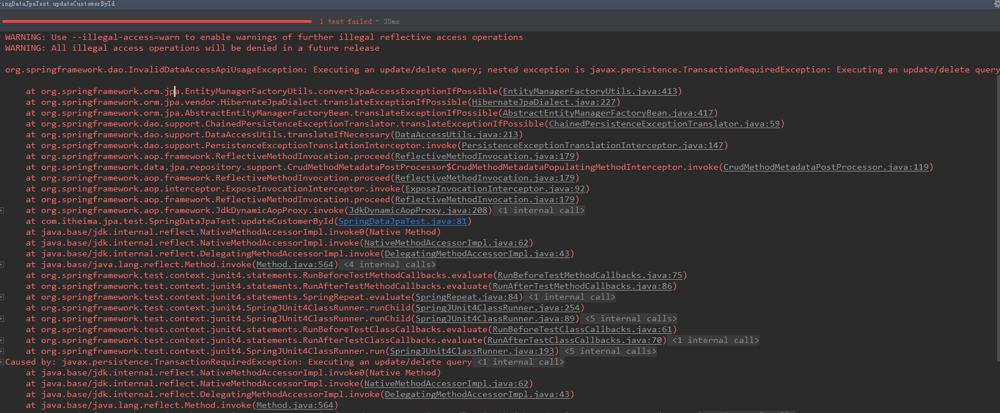 ringDataJpaTest.updateCustomerById
1 test failed - 35ms
WARNING: Use --illegal-access=warn to enable warnings of further illegal reflective access operations
WARNING: All illegal access operations will be denied in a future release
org.springframework.dao.InvalidDataAccessApiUsageException: Executing an update/delete query; nested exception is javax.persistence.TransactionRequiredException: Executing an update/delete query
at org.springframework.orm.jpa.EntityManagerFactoryUtils.convertJpaAccessExceptionIfPossible(EntityManagerFactoryUtils.java:413)
at org.springframework.orm.jpa.vendor.HibernateJpaDialect.translateExceptionIfPossible(HibernateJpaDialect.java:227)
at org.springframework.orm.jpa.AbstractEntityManagerFactoryBean.translateExceptionIfPossible(AbstractEntityManagerFactoryBean.java:417)
at org.springframework.dao.support.ChainedPersistenceExceptionTranslator.translateExceptionIfPossible(ChainedPersistenceExceptionTranslator.java:59)
at org.springframework.dao.support.DataAccessUtils.translateIfNecessary(DataAccessUtils.java:213)
at org.springframework.dao.support.PersistenceExceptionTranslationInterceptor.invoke(PersistenceExceptionTranslationInterceptor.java:147)
at org.springframework.aop.framework.ReflectiveMethodInvocation.proceed(ReflectiveMethodInvocation.java:179)
at org.springframework.data.jpa.repository.support.CrudMethodMetadataPostProcessor$CrudMethodMetadataPopulatingMethodInterceptor.invoke(CrudMethodMetadataPostProcessor.java:119)
at org.springframework.aop.framework.ReflectiveMethodInvocation.proceed(ReflectiveMethodInvocation.java:179)
at org.springframework.aop.interceptor.ExposeInvocationInterceptor.invoke(ExposeInvocationInterceptor.java:92)
at org.springframework.aop.framework.ReflectiveMethodInvocation.proceed(ReflectiveMethodInvocation.java:179)
at org.springframework.aop.framework.JdkDynamicAopProxy.invoke(JdkDynamicAopProxy.java:208) <1 internal call>
at com.itheima.jpa.test.SpringDataJpaTest.updateCustomerById(SpringDataJpaTest.java:81)
at java.base/jdk.internal.reflect.NativeMethodAccessorImpl.invoke0(Native Method)
at java.base/jdk.internal.reflect.NativeMethodAccessorImpl.invoke(NativeMethodAccessorImpl.java:62)
at java.base/jdk.internal.reflect.DelegatingMethodAccessorImpl.invoke(DelegatingMethodAccessorImpl.java:43)
at java.base/java.lang.reflect.Method.invoke(Method.java:564) <4 internal calls>
at org.springframework.test.context.junit4.statements.RunBeforeTestMethodCallbacks.evaluate(RunBeforeTestMethodCallbacks.java:75)
at org.springframework.test.context.junit4.statements.RunAfterTestMethodCallbacks.evaluate(RunAfterTestMethodCallbacks.java:86)
at org.springframework.test.context.junit4.statements.SpringRepeat.evaluate(SpringRepeat.java:84) <1 internal call>
at org.springframework.test.context.junit4.SpringJUnit4ClassRunner.runChild(SpringJUnit4ClassRunner.java:254)
at org.springframework.test.context.junit4.SpringJUnit4ClassRunner.runChild(SpringJUnit4ClassRunner.java:89) <5 internal calls>
at org.springframework.test.context.junit4.statements.RunBeforeTestClassCallbacks.evaluate(RunBeforeTestClassCallbacks.java:61)
at org.springframework.test.context.junit4.statements.RunAfterTestClassCallbacks.evaluate(RunAfterTestClassCallbacks.java:70) <1 internal call>
at org.springframework.test.context.junit4.SpringJUnit4ClassRunner.run(SpringJUnit4ClassRunner.java:193) <5 internal calls>
Caused by: javax.persistence.TransactionRequiredException: Executing an update/delete query <1 internal call>
at java.base/jdk.internal.reflect.NativeMethodAccessorImpl.invoke0(Native Method)
at java.base/jdk.internal.reflect.NativeMethodAccessorImpl.invoke(NativeMethodAccessorImpl.java:62)
at java.base/jdk.internal.reflect.DelegatingMethodAccessorImpl.invoke(DelegatingMethodAccessorImpl.java:43)
at java.base/java.lang.reflect.Method.invoke(Method.java:564)